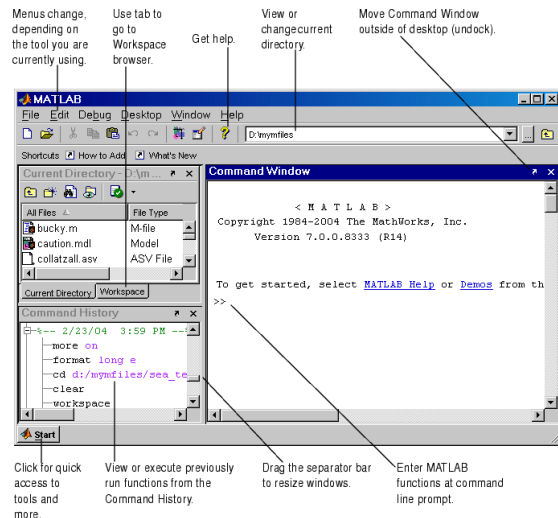 Menus change,
depending on
the tool you are
currently using.
Use tab to
go to
Workspace
browser.
Get help.
View or
changecurrent
directory.
Move Command Window
outside of desktop (undock).
MATLAB
File Edit Debug Desktop Window Help
D:\mymfiles
Shortcuts How to Add What's New
Current Directory - D:\m...
All Files File Type
bucky.m M-file
caution.mdl Model
collatzall.asv ASV File
Current Directory Workspace
Command History
%-- 2/23/04 3:59 PM --
more on
format long e
cd d:/mymfiles/sea_te
clear
workspace
Start
Command Window
< M A T L A B >
Copyright 1984-2004 The MathWorks, Inc.
Version 7.0.0.8333 (R14)
To get started, select MATLAB Help or Demos from th
>>
Click for quick
access to
tools and
more.
View or execute previously
run functions from the
Command History.
Drag the separator bar
to resize windows.
Enter MATLAB
functions at command
line prompt.